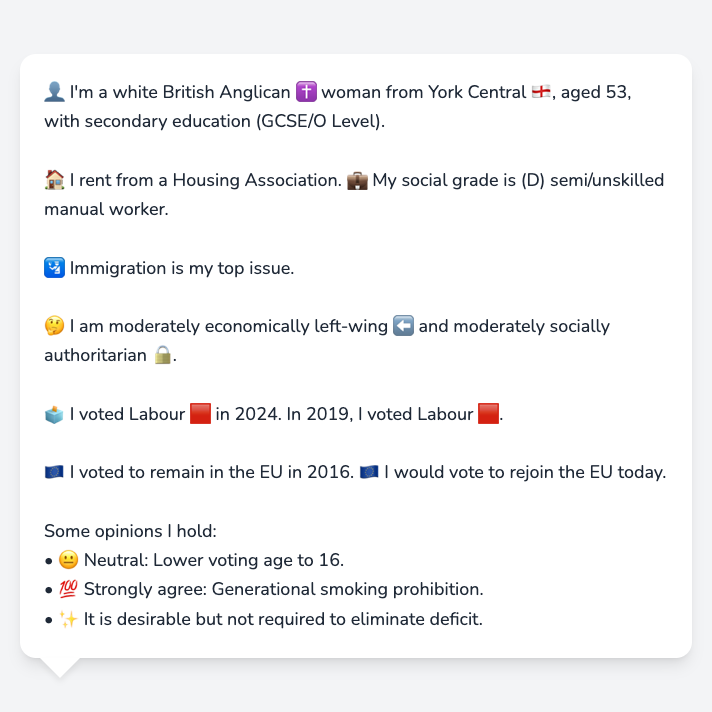 👤 I'm a white British Anglican ✝️ woman from York Central 🏴󠁧󠁢󠁥󠁮󠁧󠁿, aged 53,
with secondary education (GCSE/O Level).
🏠 I rent from a Housing Association. 💼 My social grade is (D) semi/unskilled
manual worker.
🛂 Immigration is my top issue.
🤔 I am moderately economically left-wing ⬅️ and moderately socially
authoritarian 🔒.
🗳️ I voted Labour 🟥 in 2024. In 2019, I voted Labour 🟥.
🇪🇺 I voted to remain in the EU in 2016. 🇪🇺 I would vote to rejoin the EU today.
Some opinions I hold:
• 😐 Neutral: Lower voting age to 16.
• 💯 Strongly agree: Generational smoking prohibition.
• ✨ It is desirable but not required to eliminate deficit.